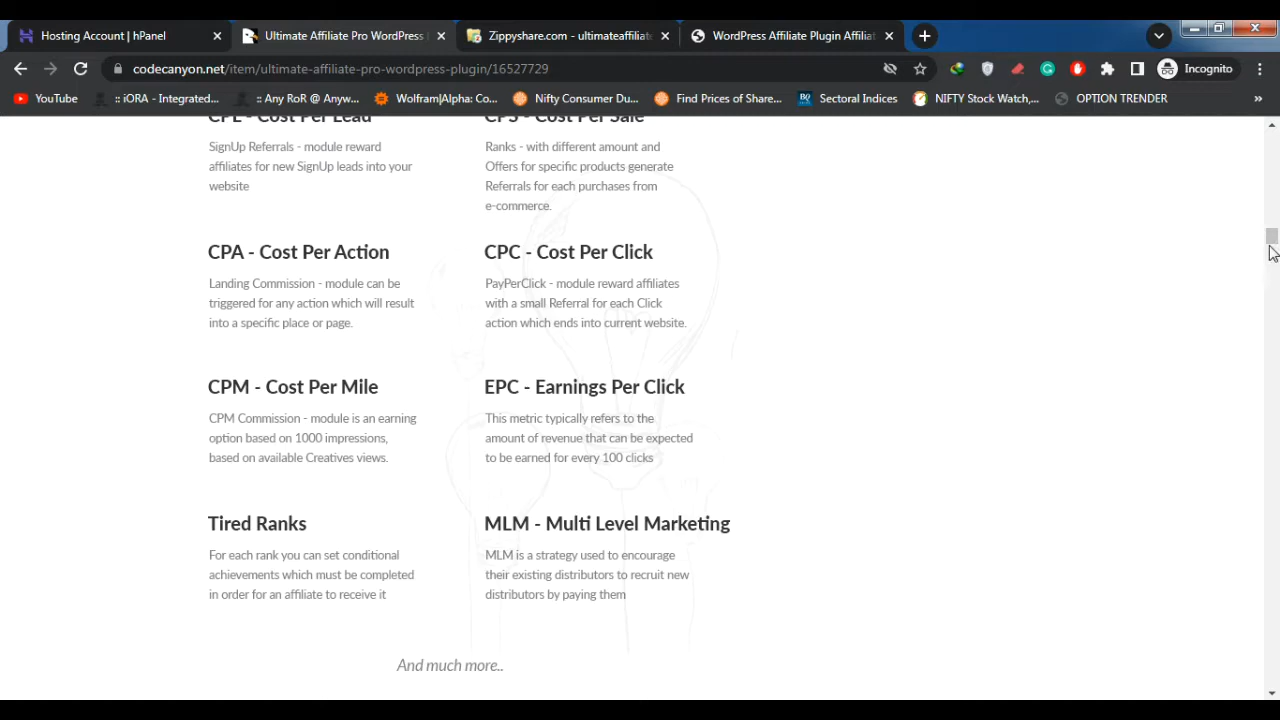 Hosting Account | hPanel
Ultimate Affiliate Pro WordPress
Zippyshare.com - ultimateaffiliate
WordPress Affiliate Plugin Affilia
codecanyon.net/item/ultimate-affiliate-pro-wordpress-plugin/16527729
Incognito
YouTube
:: iORA - Integrated...
:: Any RoR @ Anyw...
Wolfram|Alpha: Co...
Nifty Consumer Du...
Find Prices of Share...
BQ
Sectoral Indices
NIFTY Stock Watch,...
OPTION TRENDER
»
CPL - Cost Per Lead
SignUp Referrals - module reward
affiliates for new SignUp leads into your
website
CPS - Cost Per Sale
Ranks - with different amount and
Offers for specific products generate
Referrals for each purchases from
e-commerce.
CPA - Cost Per Action
Landing Commission - module can be
triggered for any action which will result
into a specific place or page.
CPC - Cost Per Click
PayPerClick - module reward affiliates
with a small Referral for each Click
action which ends into current website.
CPM - Cost Per Mile
CPM Commission - module is an earning
option based on 1000 impressions,
based on available Creatives views.
EPC - Earnings Per Click
This metric typically refers to the
amount of revenue that can be expected
to be earned for every 100 clicks
Tired Ranks
For each rank you can set conditional
achievements which must be completed
in order for an affiliate to receive it
MLM - Multi Level Marketing
MLM is a strategy used to encourage
their existing distributors to recruit new
distributors by paying them
And much more..